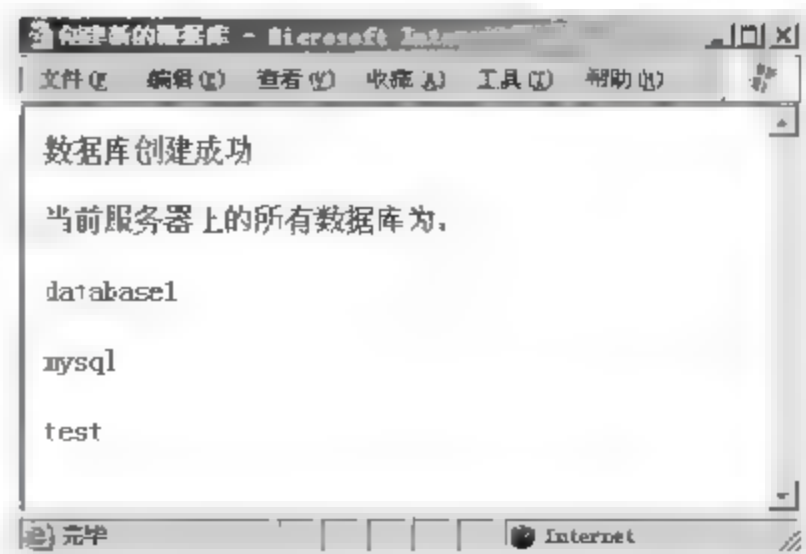 创建新的数据库 - Microsoft
文件(F) 编辑(E) 查看(V) 收藏(A) 工具(T) 帮助(H)
数据库创建成功
当前服务器上的所有数据库为:
database1
mysql
test
完毕 Internet